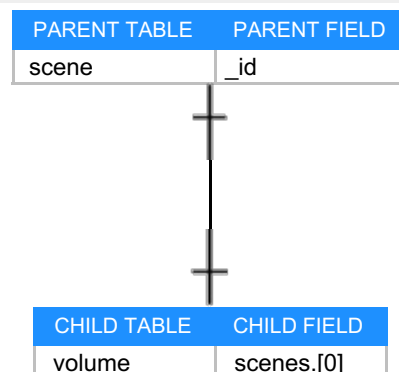 PARENT TABLE PARENT FIELD
scene _id
CHILD TABLE CHILD FIELD
volume scenes.[0]